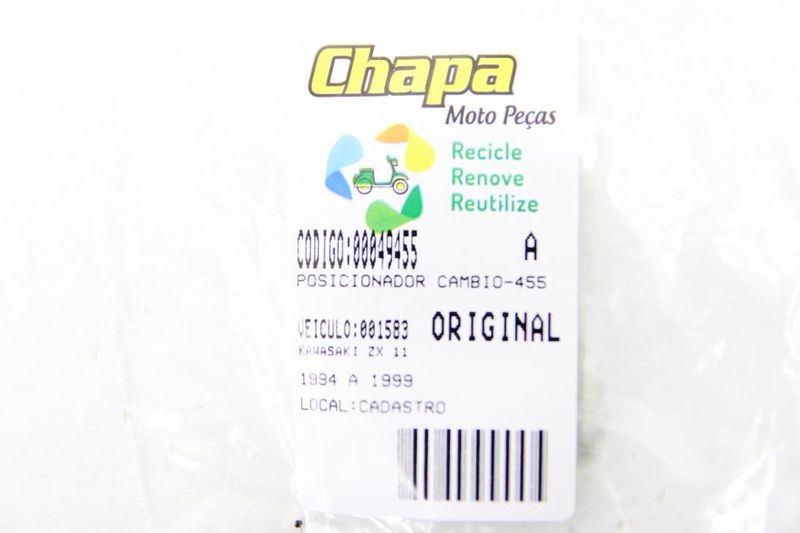 Chapa
Moto Peças
Recicle
Renove
Reutilize
CODIGO:00049455 A
POSICIONADOR CAMBIO-455
VEICULO:001583 ORIGINAL
KAWASAKI ZX 11
1994 A 1999
LOCAL:CADASTRO